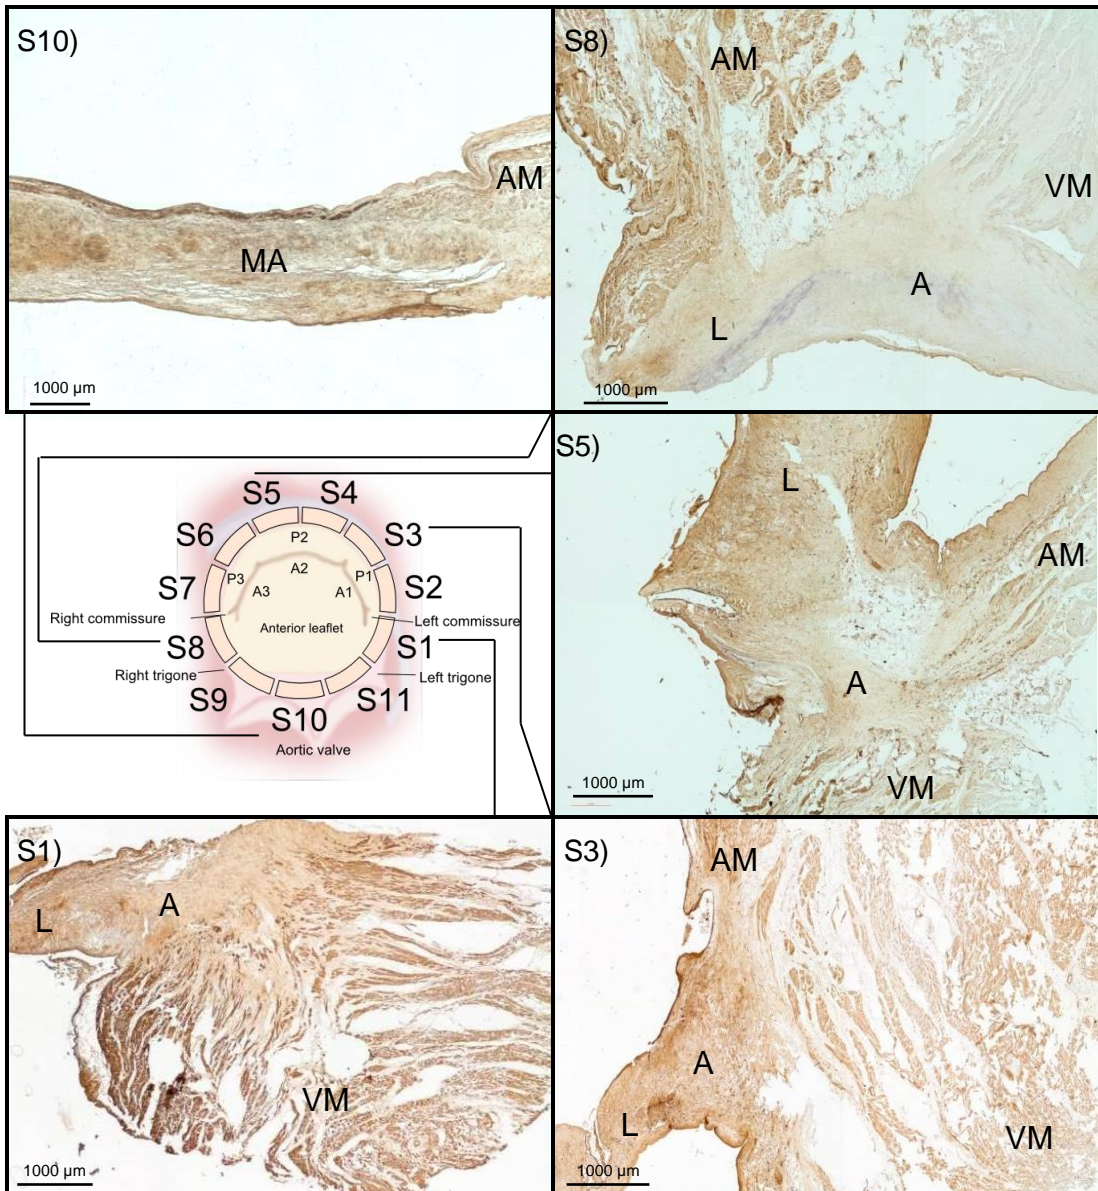 S10)
AM
MA
1000 µm
S8)
AM
VM
A
L
1000 µm
S5
S4
S6
S3
P2
A2
S7
P3
P1
S2
A3
A1
Right commissure
Left commissure
Anterior leaflet
S8
S1
Right trigone
Left trigone
S9
S11
S10
Aortic valve
S5)
L
AM
A
VM
1000 µm
S1)
A
L
VM
1000 µm
S3)
AM
A
L
VM
1000 µm